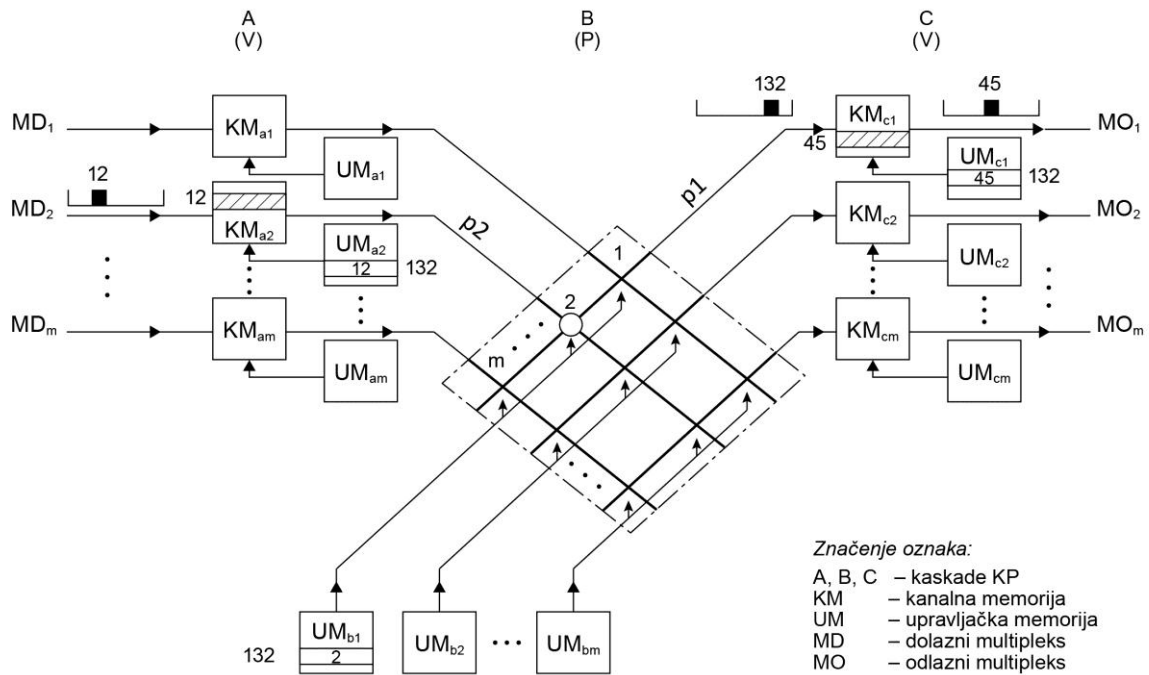 A B C
(V) (P) (V)
132 45
MD1 KMa1 KMc1 MO1
45
UMa1 UMc1
45 132
12
12
MD2 KMa2 p2 p1 KMc2 MO2
UMa2 UMc2
12 132
1
2
m
MDm KMam KMcm MOm
UMam UMcm
Značenje oznaka:
A, B, C – kaskade KP
KM – kanalna memorija
UM – upravljačka memorija
MD – dolazni multipleks
MO – odlazni multipleks
UMb1 UMb2 UMbm
132 2